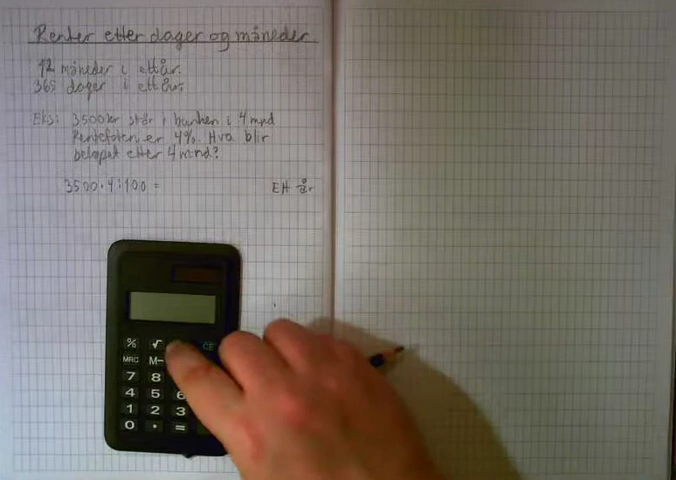 Renter etter dager og måneder
12 måneder i ett år.
365 dager i ett år.
Eks: 3500kr står i banken i 4 mnd
Rentefoten er 4%. Hva blir
beløpet etter 4 mnd?
3500·4:100 = Ett år
% √ CE
MRC M-
7 8
4 5 6
1 2 3
0 . =